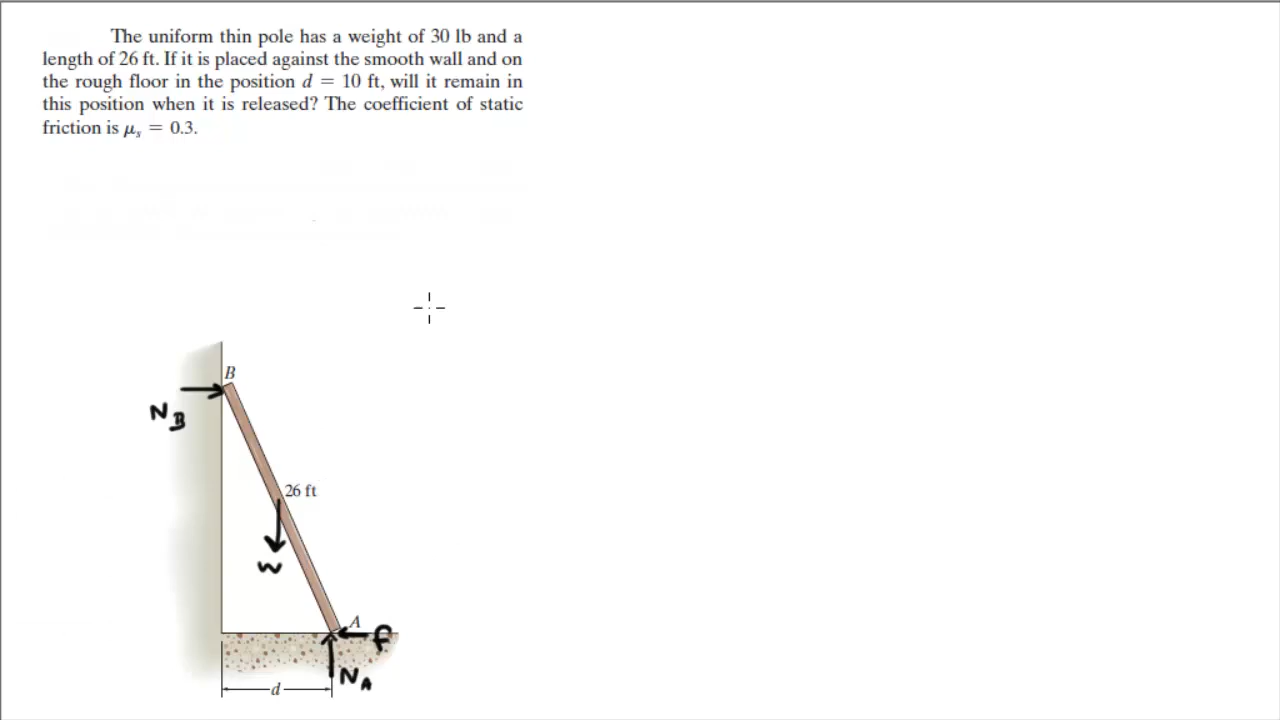 The uniform thin pole has a weight of 30 lb and a
length of 26 ft. If it is placed against the smooth wall and on
the rough floor in the position d = 10 ft, will it remain in
this position when it is released? The coefficient of static
friction is μₛ = 0.3.
B
N_B
26 ft
W
A
F
N_A
d